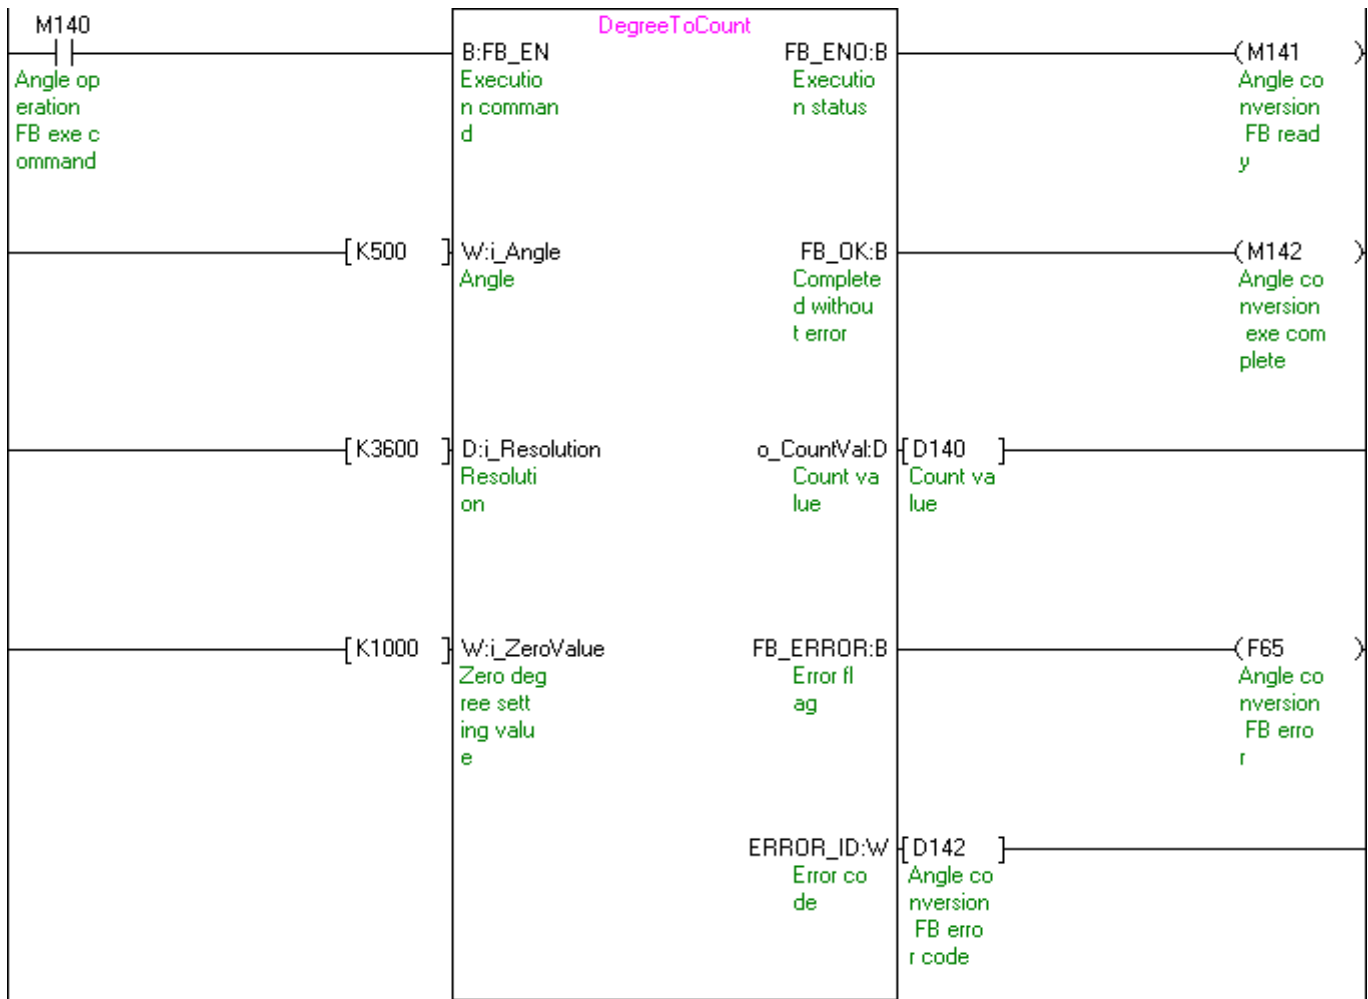 M140
DegreeToCount
B:FB_EN
FB_ENO:B
(M141 )
Angle op
eration
FB exe c
ommand
Executio
n comman
d
Executio
n status
Angle co
nversion
FB read
y
[K500 ]
W:i_Angle
FB_OK:B
(M142 )
Angle
Complete
d withou
t error
Angle co
nversion
exe com
plete
[K3600 ]
D:i_Resolution
o_CountVal:D
[D140 ]
Resoluti
on
Count va
lue
Count va
lue
[K1000 ]
W:i_ZeroValue
FB_ERROR:B
(F65 )
Zero deg
ree sett
ing valu
e
Error fl
ag
Angle co
nversion
FB erro
r
ERROR_ID:W
[D142 ]
Error co
de
Angle co
nversion
FB erro
r code